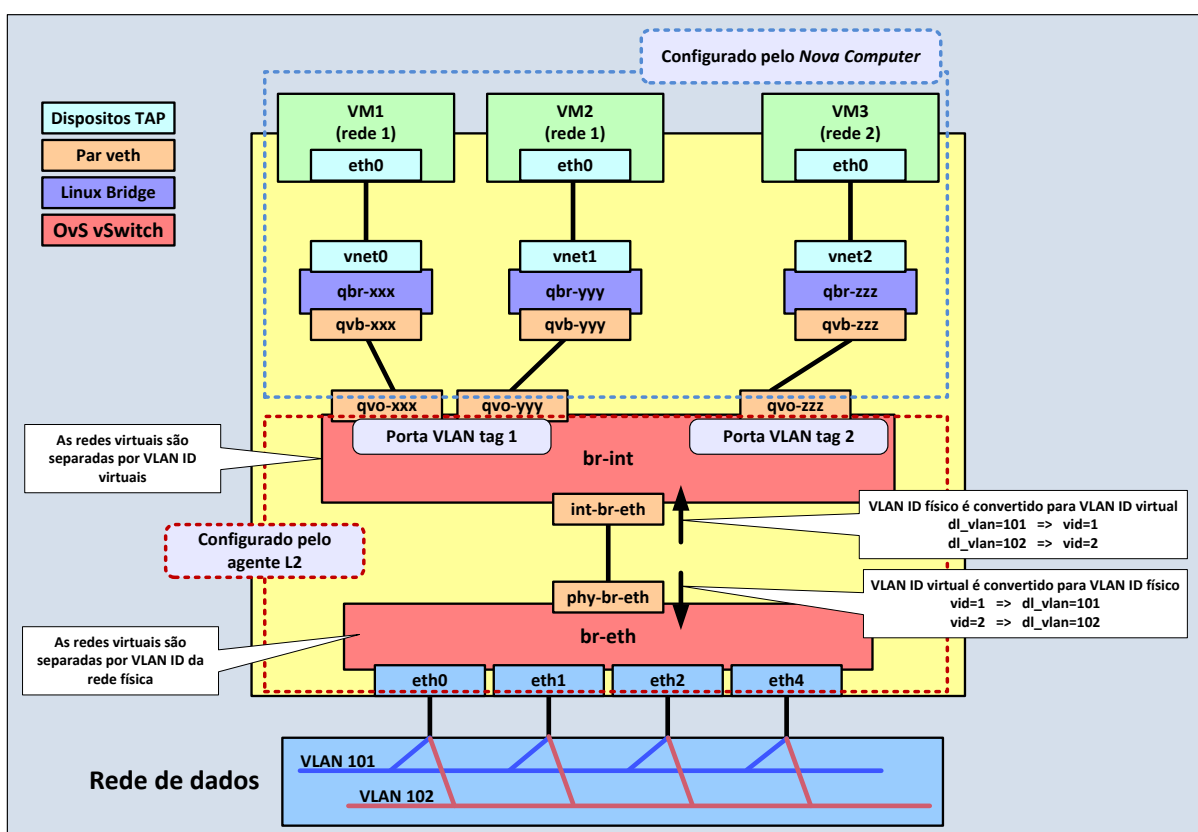 Configurado pelo Nova Computer
Dispositos TAP
Par veth
Linux Bridge
OvS vSwitch
VM1
(rede 1)
eth0
VM2
(rede 1)
eth0
VM3
(rede 2)
eth0
vnet0
qbr-xxx
qvb-xxx
vnet1
qbr-yyy
qvb-yyy
vnet2
qbr-zzz
qvb-zzz
qvo-xxx
qvo-yyy
qvo-zzz
Porta VLAN tag 1
Porta VLAN tag 2
br-int
As redes virtuais são
separadas por VLAN ID
virtuais
int-br-eth
VLAN ID físico é convertido para VLAN ID virtual
dl_vlan=101 => vid=1
dl_vlan=102 => vid=2
Configurado pelo
agente L2
phy-br-eth
VLAN ID virtual é convertido para VLAN ID físico
vid=1 => dl_vlan=101
vid=2 => dl_vlan=102
br-eth
As redes virtuais são
separadas por VLAN ID da
rede física
eth0
eth1
eth2
eth4
Rede de dados
VLAN 101
VLAN 102